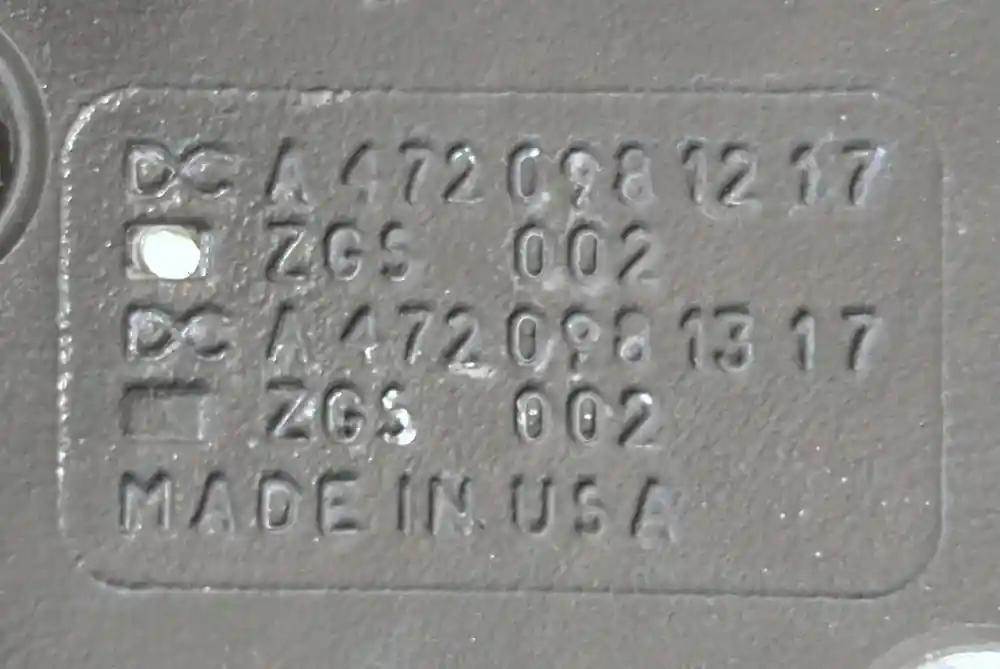 DC A 472 098 12 17
ZGS 002
DC A 472 098 13 17
ZGS 002
MADE IN USA